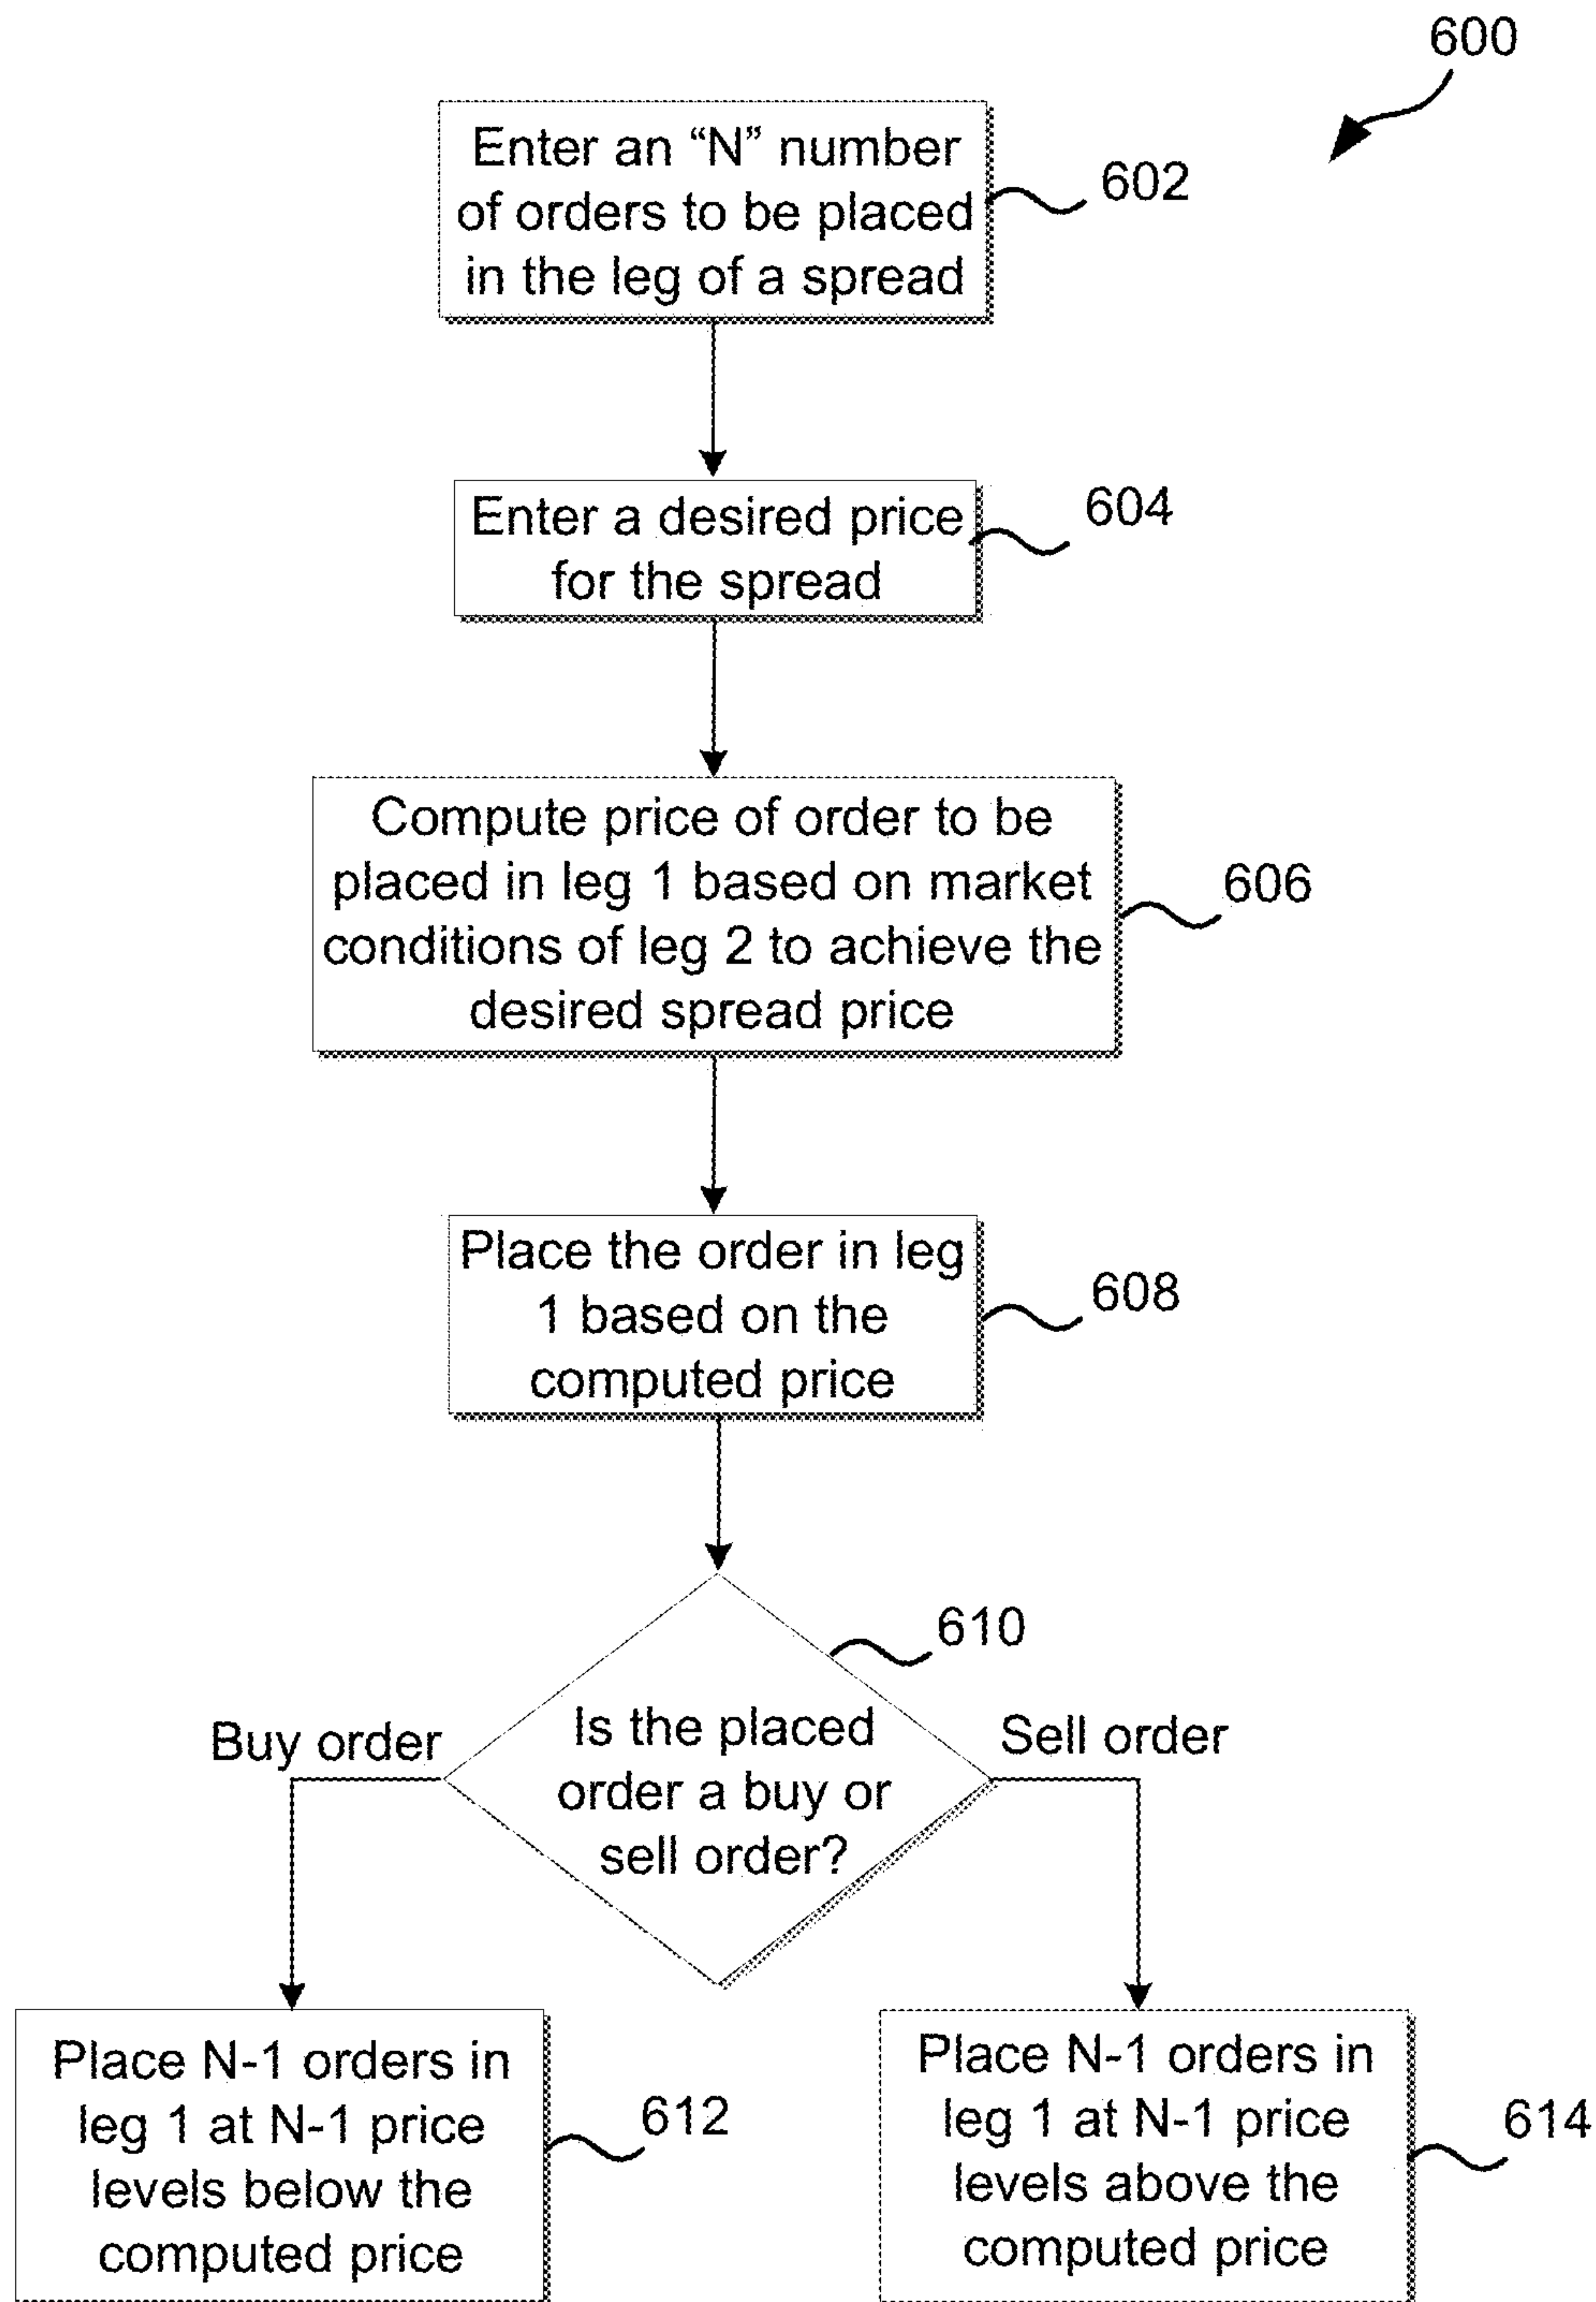 600
Enter an “N” number
of orders to be placed
in the leg of a spread
602
Enter a desired price
for the spread
604
Compute price of order to be
placed in leg 1 based on market
conditions of leg 2 to achieve the
desired spread price
606
Place the order in leg
1 based on the
computed price
608
610
Is the placed
order a buy or
sell order?
Buy order
Sell order
Place N-1 orders in
leg 1 at N-1 price
levels below the
computed price
612
Place N-1 orders in
leg 1 at N-1 price
levels above the
computed price
614